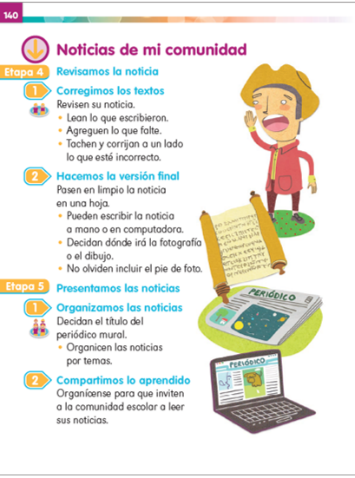 140
Noticias de mi comunidad
Etapa 4
Revisamos la noticia
1
Corregimos los textos
Revisen su noticia.
• Lean lo que escribieron.
• Agreguen lo que falte.
• Tachen y corrijan a un lado
lo que esté incorrecto.
2
Hacemos la versión final
Pasen en limpio la noticia
en una hoja.
• Pueden escribir la noticia
a mano o en computadora.
• Decidan dónde irá la fotografía
o el dibujo.
• No olviden incluir el pie de foto.
PERIÓDICO
Etapa 5
Presentamos las noticias
1
Organizamos las noticias
Decidan el título del
periódico mural.
• Organicen las noticias
por temas.
PERIÓDICO
2
Compartimos lo aprendido
Organícense para que inviten
a la comunidad escolar a leer
sus noticias.